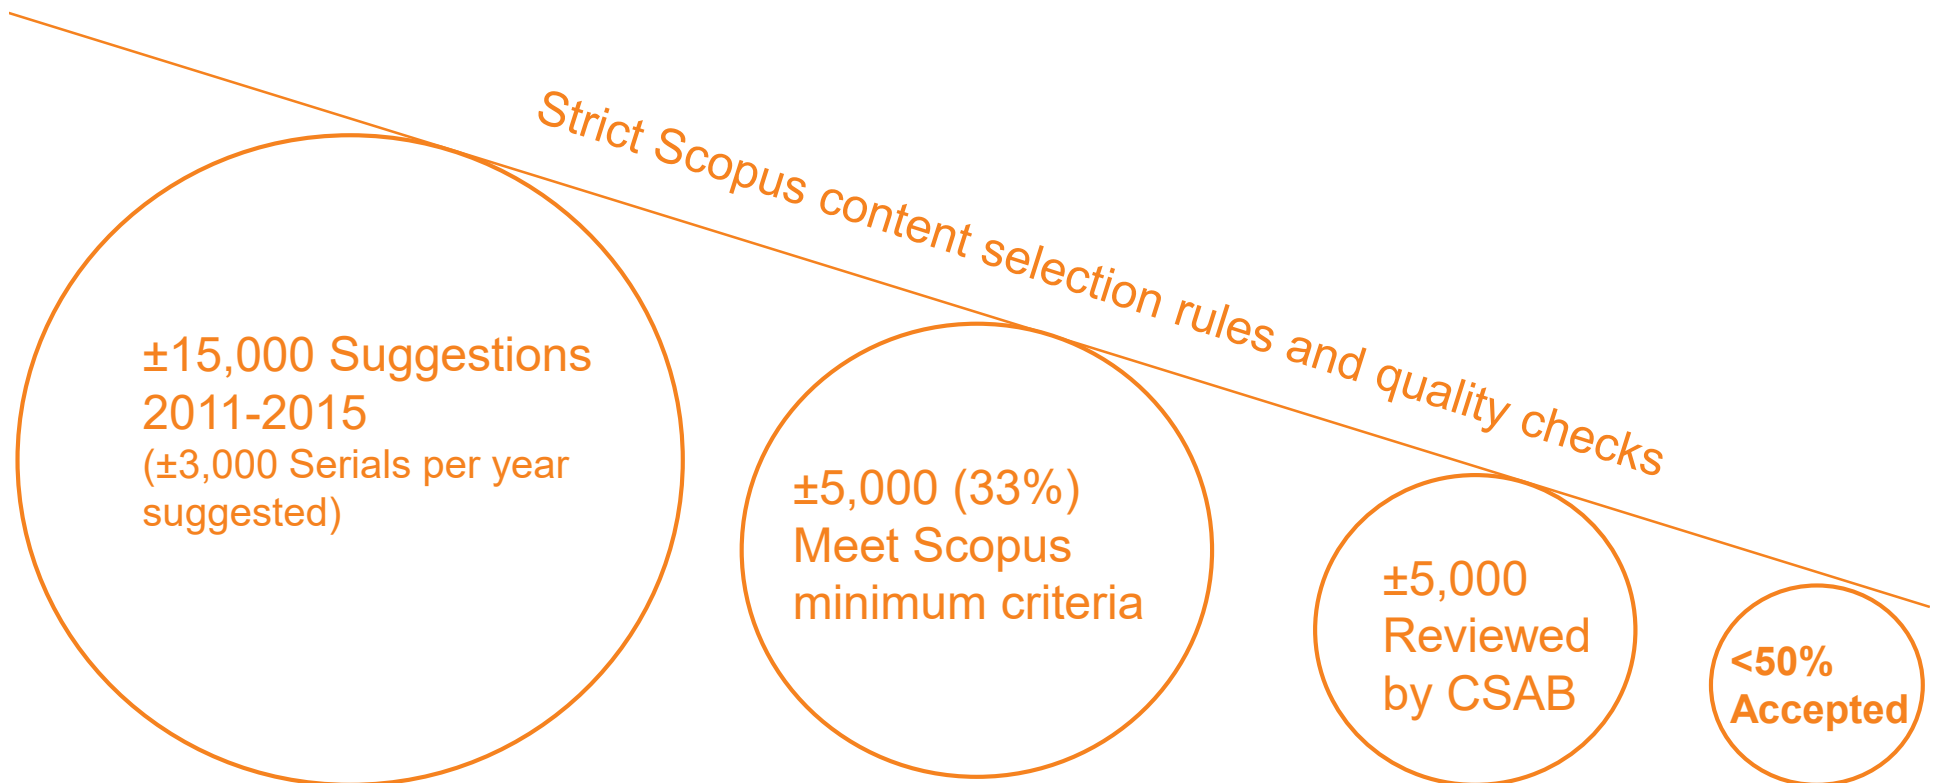 Strict Scopus content selection rules and quality checks
±15,000 Suggestions
2011-2015
(±3,000 Serials per year
suggested)
±5,000 (33%)
Meet Scopus
minimum criteria
±5,000
Reviewed
by CSAB
<50%
Accepted